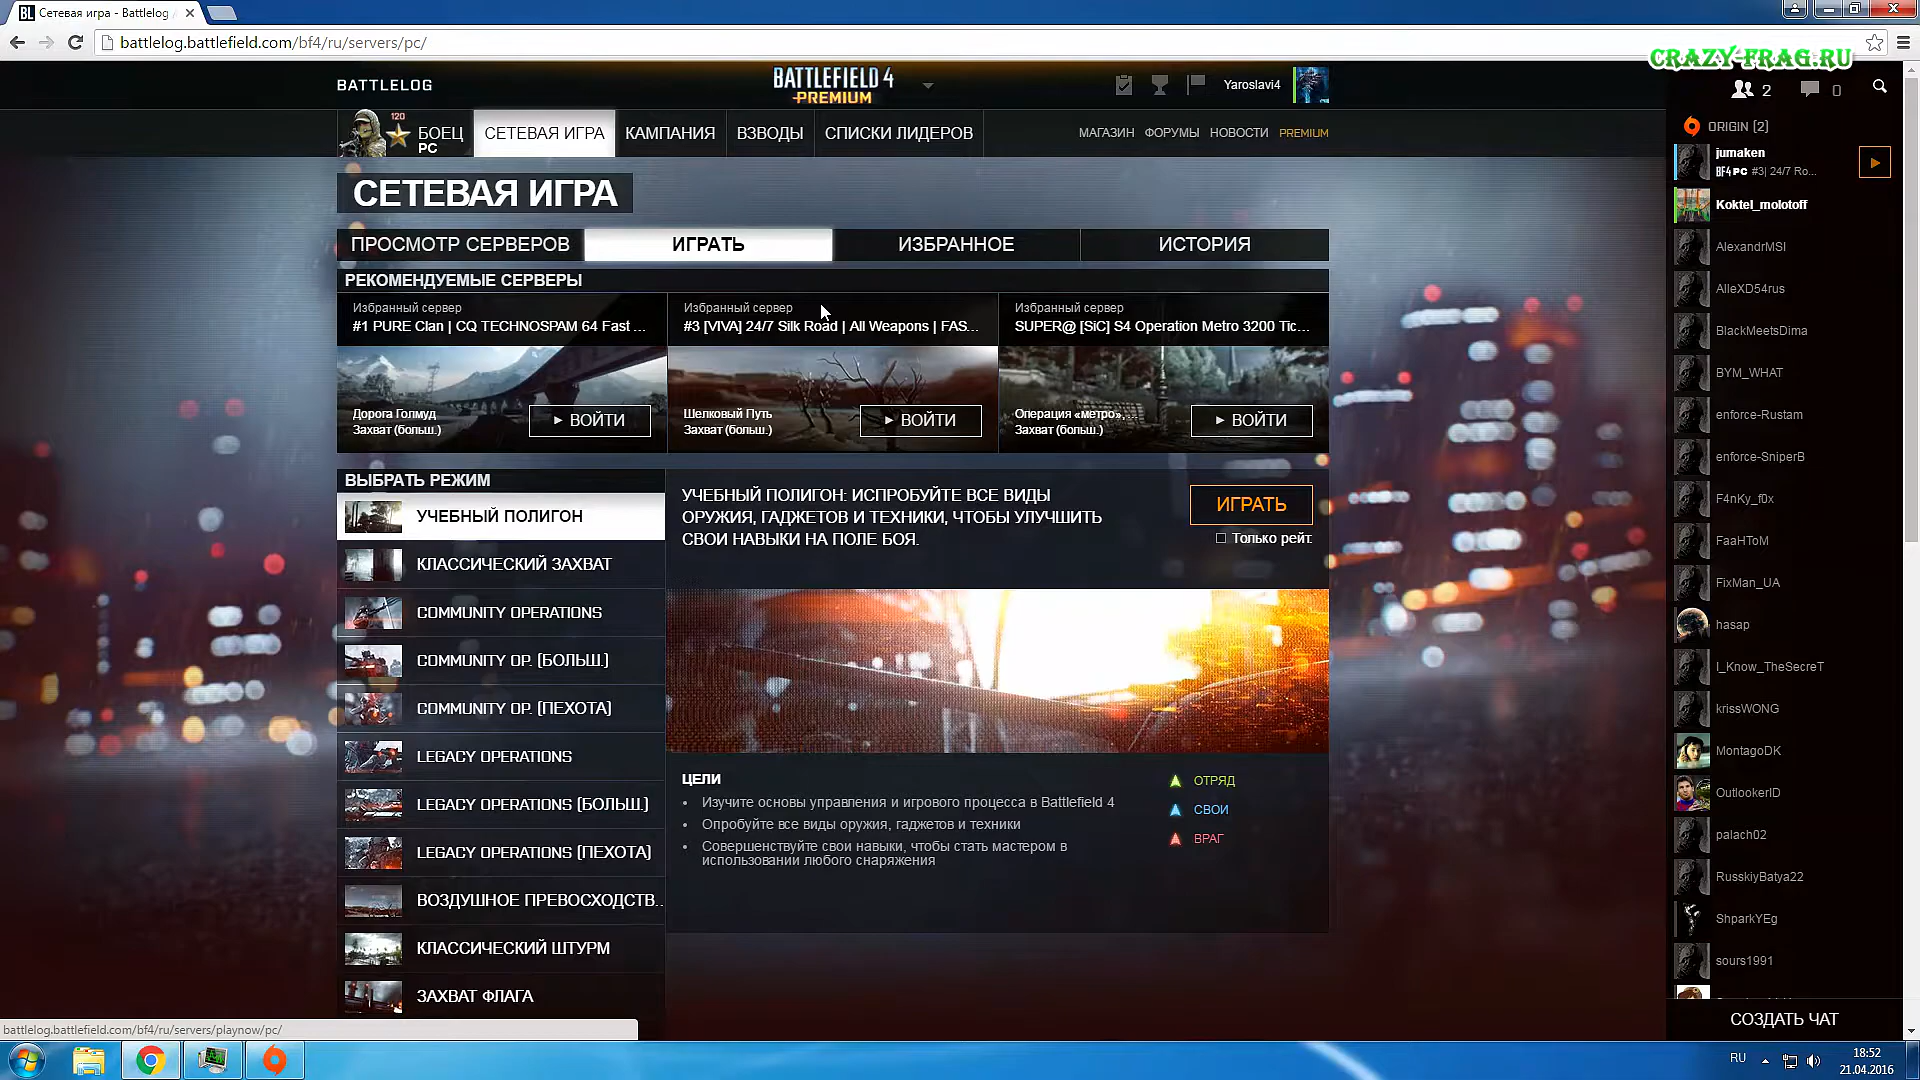 Сетевая игра - Battlelog
battlelog.battlefield.com/bf4/ru/servers/pc/
CRAZY-FRAG.RU
BATTLELOG
BATTLEFIELD 4
PREMIUM
Yaroslavi4
2
0
120
БОЕЦ
PC
СЕТЕВАЯ ИГРА
КАМПАНИЯ
ВЗВОДЫ
СПИСКИ ЛИДЕРОВ
МАГАЗИН
ФОРУМЫ
НОВОСТИ
PREMIUM
СЕТЕВАЯ ИГРА
ПРОСМОТР СЕРВЕРОВ
ИГРАТЬ
ИЗБРАННОЕ
ИСТОРИЯ
РЕКОМЕНДУЕМЫЕ СЕРВЕРЫ
Избранный сервер
#1 PURE Clan | CQ TECHNOSPAM 64 Fast ...
Дорога Голмуд
Захват (больш.)
ВОЙТИ
Избранный сервер
#3 [VIVA] 24/7 Silk Road | All Weapons | FAS...
Шелковый Путь
Захват (больш.)
ВОЙТИ
Избранный сервер
SUPER@ [SiC] S4 Operation Metro 3200 Tic...
Операция «метро»...
Захват (больш.)
ВОЙТИ
ВЫБРАТЬ РЕЖИМ
УЧЕБНЫЙ ПОЛИГОН
КЛАССИЧЕСКИЙ ЗАХВАТ
COMMUNITY OPERATIONS
COMMUNITY OP. (БОЛЬШ.)
COMMUNITY OP. (ПЕХОТА)
LEGACY OPERATIONS
LEGACY OPERATIONS (БОЛЬШ.)
LEGACY OPERATIONS (ПЕХОТА)
ВОЗДУШНОЕ ПРЕВОСХОДСТВ..
КЛАССИЧЕСКИЙ ШТУРМ
ЗАХВАТ ФЛАГА
УЧЕБНЫЙ ПОЛИГОН: ИСПРОБУЙТЕ ВСЕ ВИДЫ
ОРУЖИЯ, ГАДЖЕТОВ И ТЕХНИКИ, ЧТОБЫ УЛУЧШИТЬ
СВОИ НАВЫКИ НА ПОЛЕ БОЯ.
ИГРАТЬ
Только рейт.
ЦЕЛИ
• Изучите основы управления и игрового процесса в Battlefield 4
• Опробуйте все виды оружия, гаджетов и техники
• Совершенствуйте свои навыки, чтобы стать мастером в
использовании любого снаряжения
ОТРЯД
СВОИ
ВРАГ
ORIGIN (2)
jumaken
BF4 PC #3| 24/7 Ro...
Koktel_molotoff
AlexandrMSI
AlleXD54rus
BlackMeetsDima
BYM_WHAT
enforce-Rustam
enforce-SniperB
F4nKy_f0x
FaaHToM
FixMan_UA
hasap
I_Know_TheSecreT
krissWONG
MontagoDK
OutlookerID
palach02
RusskiyBatya22
ShparkYEg
sours1991
СОЗДАТЬ ЧАТ
battlelog.battlefield.com/bf4/ru/servers/playnow/pc/
RU
18:52
21.04.2016